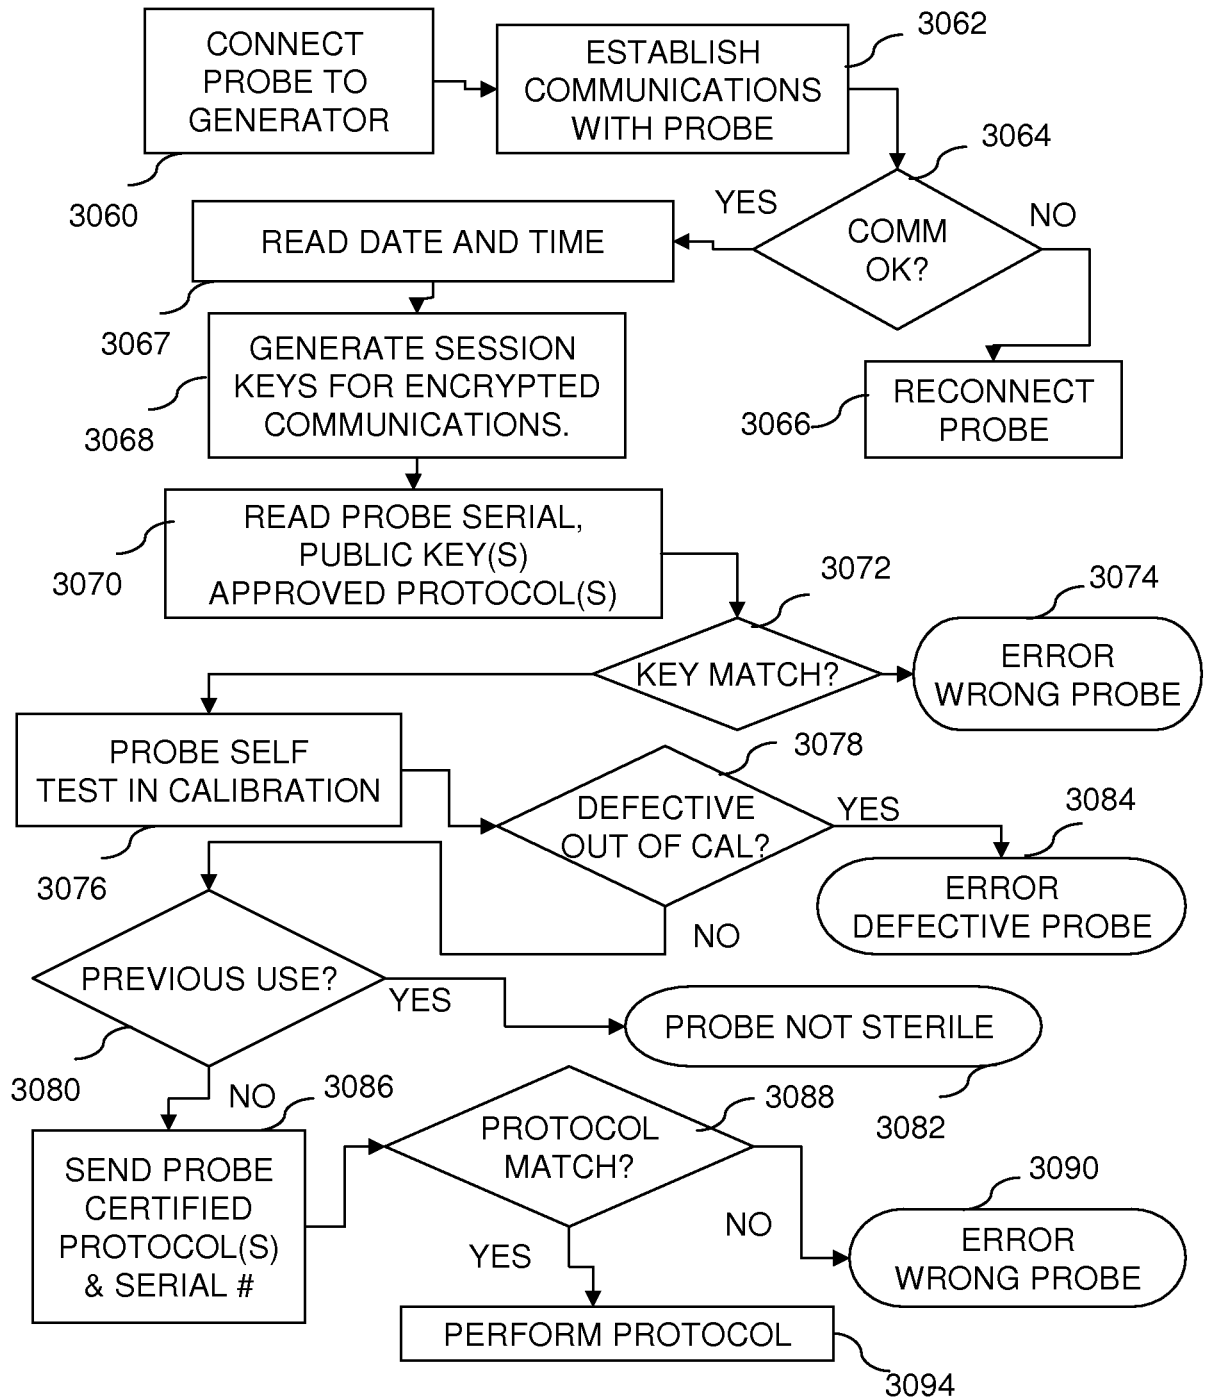 CONNECT
PROBE TO
GENERATOR
3060
ESTABLISH
COMMUNICATIONS
WITH PROBE
3062
3064
COMM
OK?
YES
NO
READ DATE AND TIME
3067
RECONNECT
PROBE
3066
GENERATE SESSION
KEYS FOR ENCRYPTED
COMMUNICATIONS.
3068
READ PROBE SERIAL,
PUBLIC KEY(S)
APPROVED PROTOCOL(S)
3070
3072
KEY MATCH?
3074
ERROR
WRONG PROBE
PROBE SELF
TEST IN CALIBRATION
3076
3078
DEFECTIVE
OUT OF CAL?
YES
NO
3084
ERROR
DEFECTIVE PROBE
PREVIOUS USE?
3080
YES
NO
PROBE NOT STERILE
3082
3086
SEND PROBE
CERTIFIED
PROTOCOL(S)
& SERIAL #
3088
PROTOCOL
MATCH?
YES
NO
3090
ERROR
WRONG PROBE
PERFORM PROTOCOL
3094